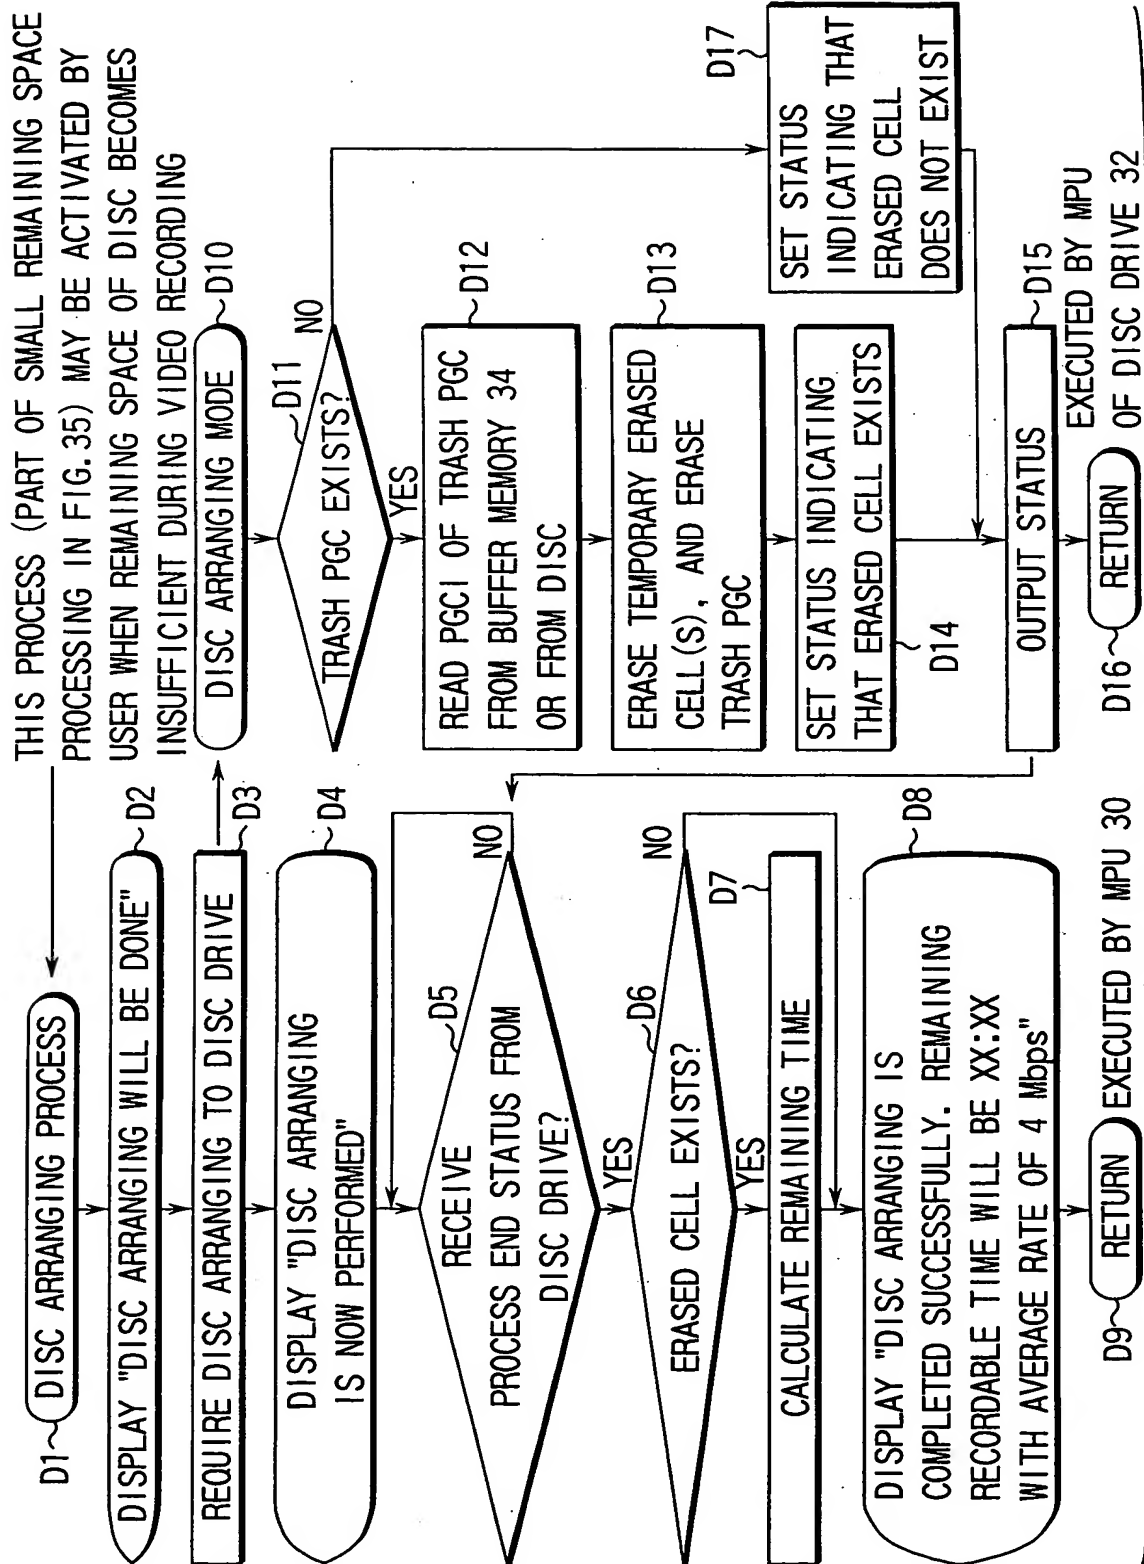 THIS PROCESS (PART OF SMALL REMAINING SPACE
PROCESSING IN FIG.35) MAY BE ACTIVATED BY
USER WHEN REMAINING SPACE OF DISC BECOMES
INSUFFICIENT DURING VIDEO RECORDING
D1
DISC ARRANGING PROCESS
D2
DISPLAY "DISC ARRANGING WILL BE DONE"
D3
REQUIRE DISC ARRANGING TO DISC DRIVE
D4
DISPLAY "DISC ARRANGING
IS NOW PERFORMED"
D5
RECEIVE
PROCESS END STATUS FROM
DISC DRIVE?
NO
YES
D6
ERASED CELL EXISTS?
NO
YES
D7
CALCULATE REMAINING TIME
D8
DISPLAY "DISC ARRANGING IS
COMPLETED SUCCESSFULLY. REMAINING
RECORDABLE TIME WILL BE XX:XX
WITH AVERAGE RATE OF 4 Mbps"
D9
RETURN
EXECUTED BY MPU 30
D10
DISC ARRANGING MODE
D11
TRASH PGC EXISTS?
NO
YES
D12
READ PGCI OF TRASH PGC
FROM BUFFER MEMORY 34
OR FROM DISC
D13
ERASE TEMPORARY ERASED
CELL(S), AND ERASE
TRASH PGC
SET STATUS INDICATING
THAT ERASED CELL EXISTS
D14
D17
SET STATUS
INDICATING THAT
ERASED CELL
DOES NOT EXIST
D15
OUTPUT STATUS
D16
RETURN
EXECUTED BY MPU
OF DISC DRIVE 32